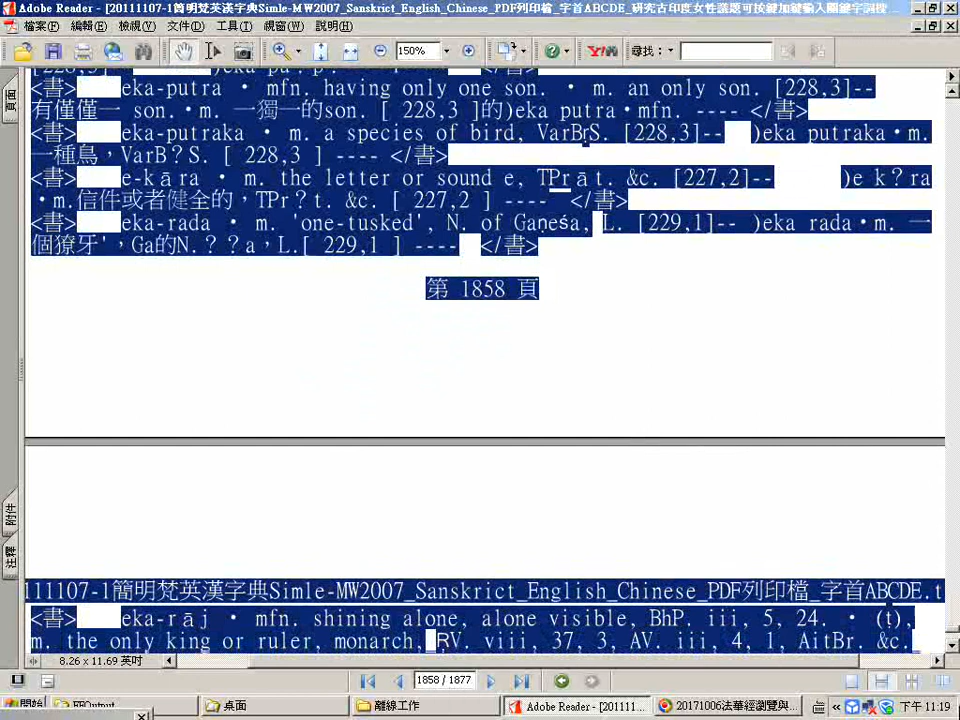 Adobe Reader - [20111107-1簡明梵英漢字典Simle-MW2007_Sanskrict_English_Chinese_PDF列印檔_字首ABCDE_研究古印度女性議題可按快鍵輸入關鍵字詞
檔案(F) 編輯(E) 檢視(V) 文件(D) 工具(T) 視窗(W) 說明(H)
150% Y! 尋找:
頁面
<書> eka-putra • mfn. having only one son. • m. an only son. [228,3]--
有僅僅一 son.•m. 一獨一的son. [ 228,3 ]的)eka putra•mfn. ---- </書>
<書> eka-putraka • m. a species of bird, VarBṛS. [228,3]-- )eka putraka•m.
一種鳥，VarB？S. [ 228,3 ] ---- </書>
<書> e-kāra • m. the letter or sound e, TPrāt. &c. [227,2]-- )e k？ra
•m.信件或者健全的，TPr？t. &c. [ 227,2 ] ---- </書>
<書> eka-rada • m. 'one-tusked', N. of Gaṇeśa, L. [229,1]-- )eka rada•m. 一
個獠牙'，Ga的N.？？a，L.[ 229,1 ] ---- </書>
第 1858 頁
附件
註釋
111107-1簡明梵英漢字典Simle-MW2007_Sanskrict_English_Chinese_PDF列印檔_字首ABCDE.t
<書> eka-rāj • mfn. shining alone, alone visible, BhP. iii, 5, 24. • (ṭ),
m. the only king or ruler, monarch, RV. viii, 37, 3, AV. iii, 4, 1, AitBr. &c.
8.26 x 11.69 英吋
1858 / 1877
開始 FFOutput 桌面 離線工作 Adobe Reader - [201111... 20171006法華經瀏覽與... 下午 11:19